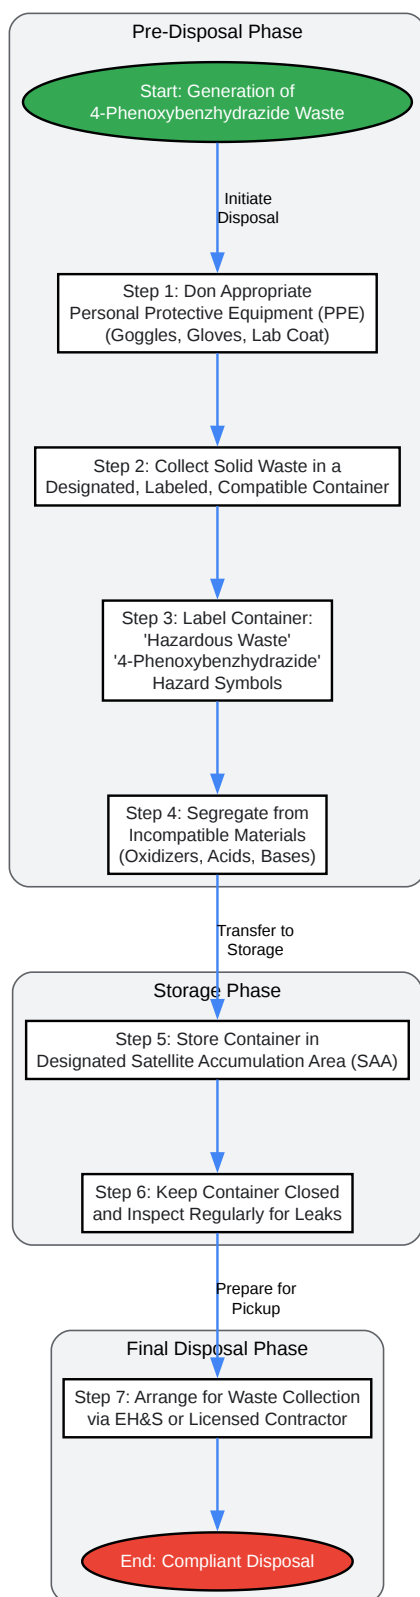 Pre-Disposal Phase
Start: Generation of
4-Phenoxybenzhydrazide Waste
Initiate
Disposal
Step 1: Don Appropriate
Personal Protective Equipment (PPE)
(Goggles, Gloves, Lab Coat)
Step 2: Collect Solid Waste in a
Designated, Labeled, Compatible Container
Step 3: Label Container:
'Hazardous Waste'
'4-Phenoxybenzhydrazide'
Hazard Symbols
Step 4: Segregate from
Incompatible Materials
(Oxidizers, Acids, Bases)
Transfer to
Storage
Storage Phase
Step 5: Store Container in
Designated Satellite Accumulation Area (SAA)
Step 6: Keep Container Closed
and Inspect Regularly for Leaks
Prepare for
Pickup
Final Disposal Phase
Step 7: Arrange for Waste Collection
via EH&S or Licensed Contractor
End: Compliant Disposal